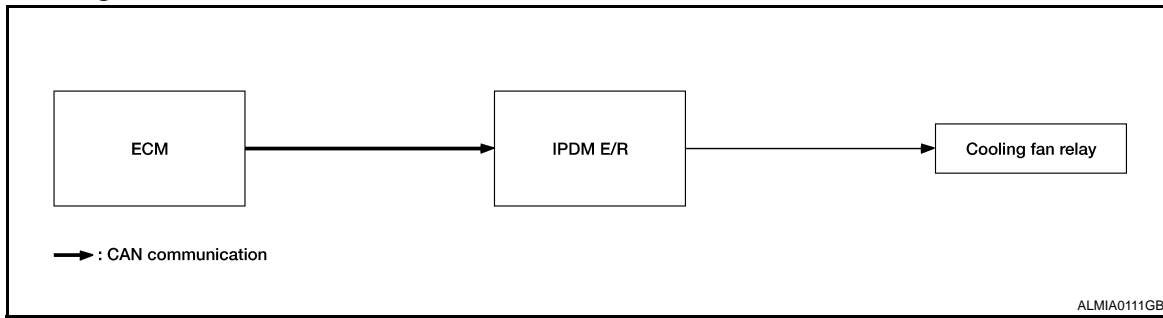 ECM
IPDM E/R
Cooling fan relay
: CAN communication
ALMIA0111GB